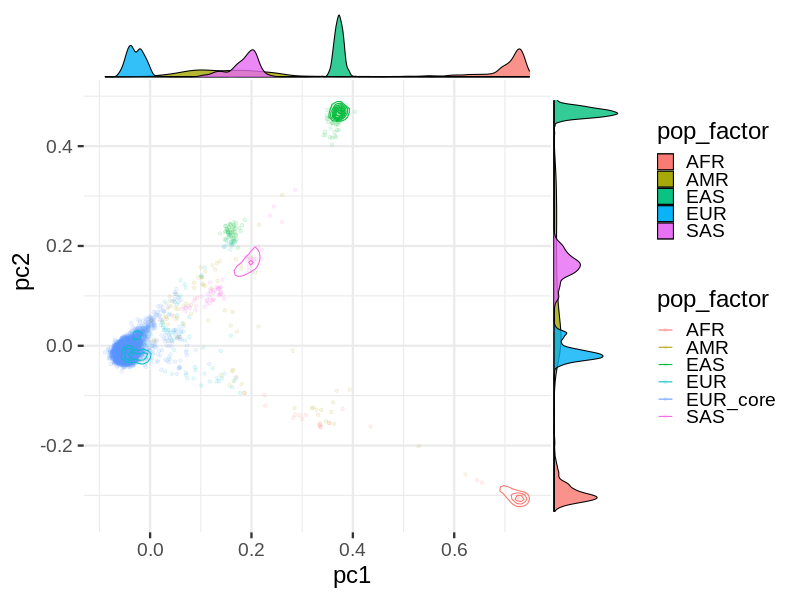 pop_factor
AFR
AMR
EAS
EUR
SAS
pop_factor
AFR
AMR
EAS
EUR
EUR_core
SAS
pc2
0.4
0.2
0.0
-0.2
0.0
0.2
0.4
0.6
pc1